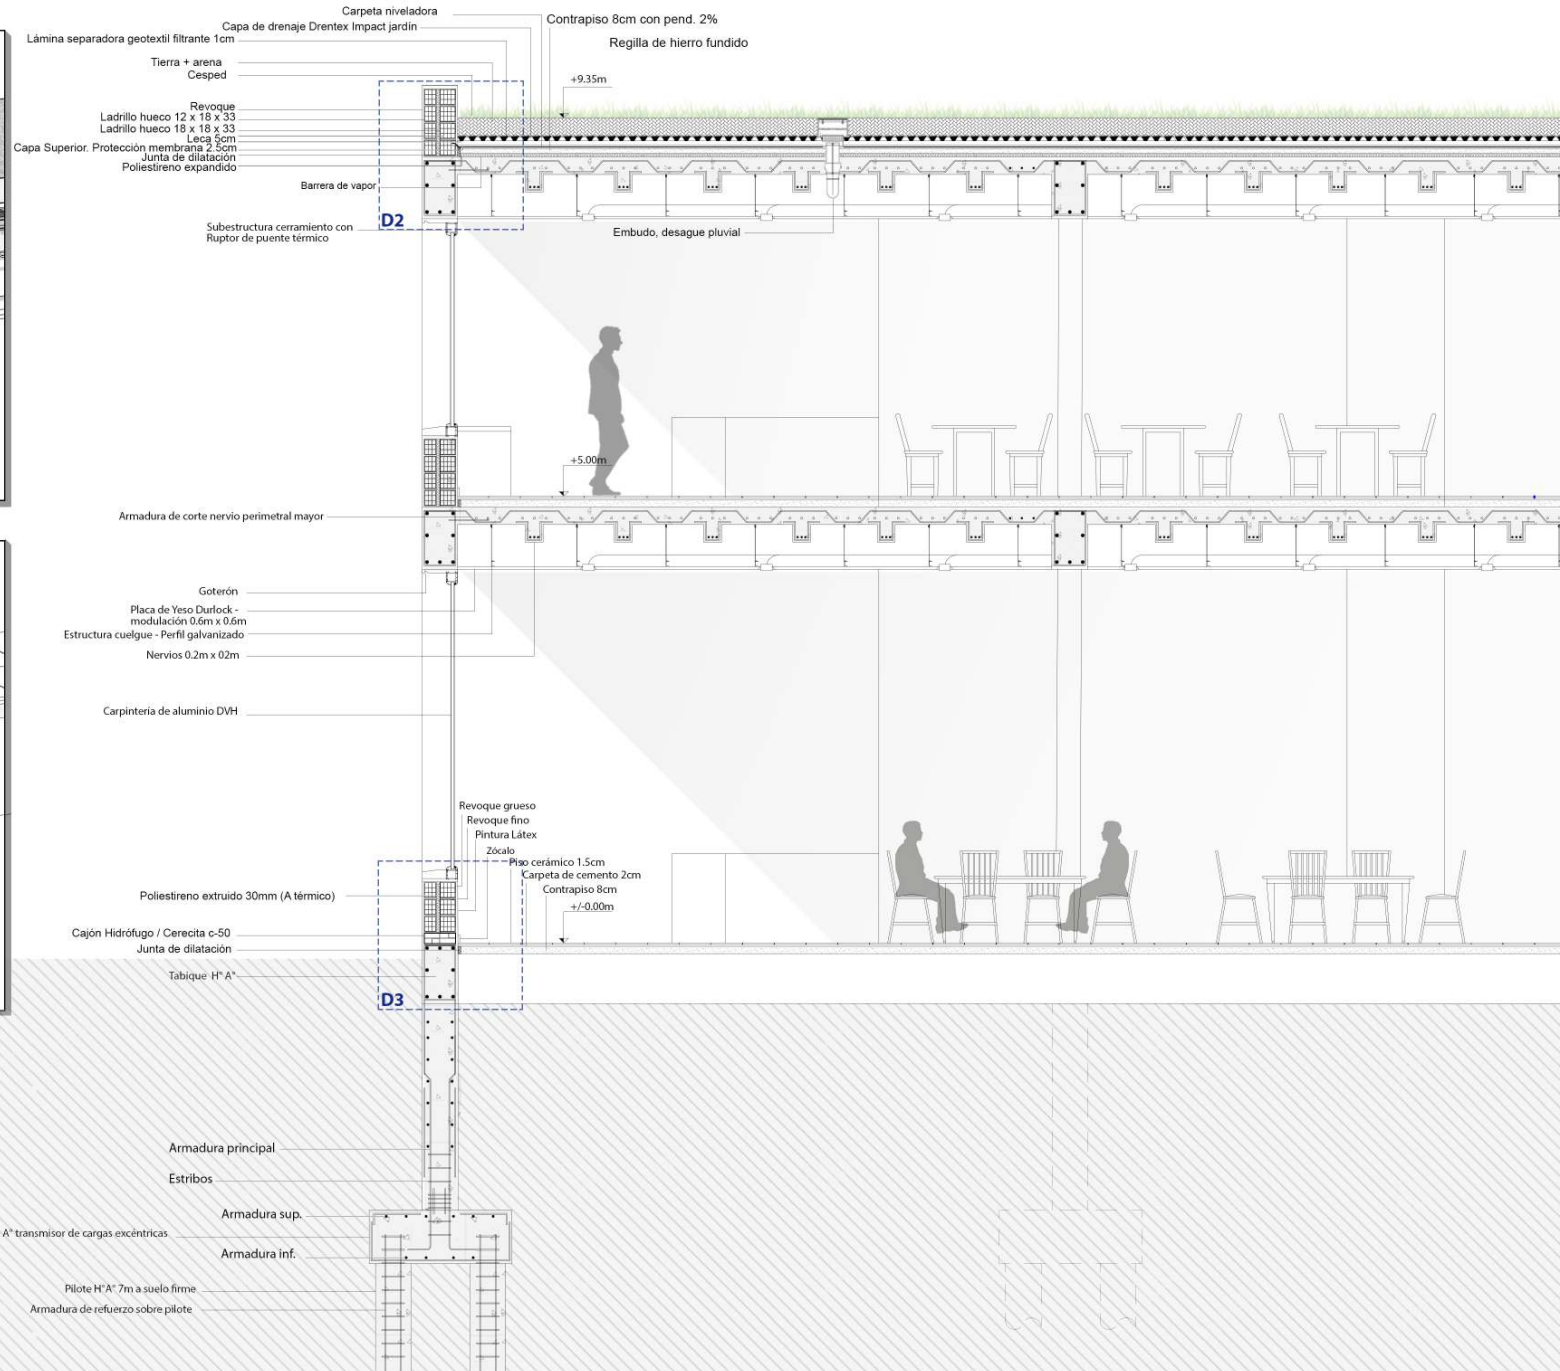 Carpeta niveladora
Capa de drenaje Drentex Impact jardín
Contrapiso 8cm con pend. 2%
Lámina separadora geotextil filtrante 1cm
Regilla de hierro fundido
Tierra + arena
Cesped
+9.35m
Revoque
Ladrillo hueco 12 x 18 x 33
Ladrillo hueco 18 x 18 x 33
Leca 5cm
Capa Superior. Protección membrana 2.5cm
Junta de dilatación
Poliestireno expandido
Barrera de vapor
D2
Subestructura cerramiento con
Ruptor de puente térmico
Embudo, desague pluvial
+5.00m
Armadura de corte nervio perimetral mayor
Goterón
Placa de Yeso Durlock -
modulación 0.6m x 0.6m
Estructura cuelgue - Perfil galvanizado
Nervios 0.2m x 02m
Carpintería de aluminio DVH
Revoque grueso
Revoque fino
Pintura Látex
Zócalo
Piso cerámico 1.5cm
Carpeta de cemento 2cm
Contrapiso 8cm
+/-0.00m
Poliestireno extruido 30mm (A térmico)
Cajón Hidrófugo / Cerecita c-50
Junta de dilatación
Tabique H° A°
D3
Armadura principal
Estribos
Armadura sup.
A° transmisor de cargas excéntricas
Armadura inf.
Pilote H°A° 7m a suelo firme
Armadura de refuerzo sobre pilote